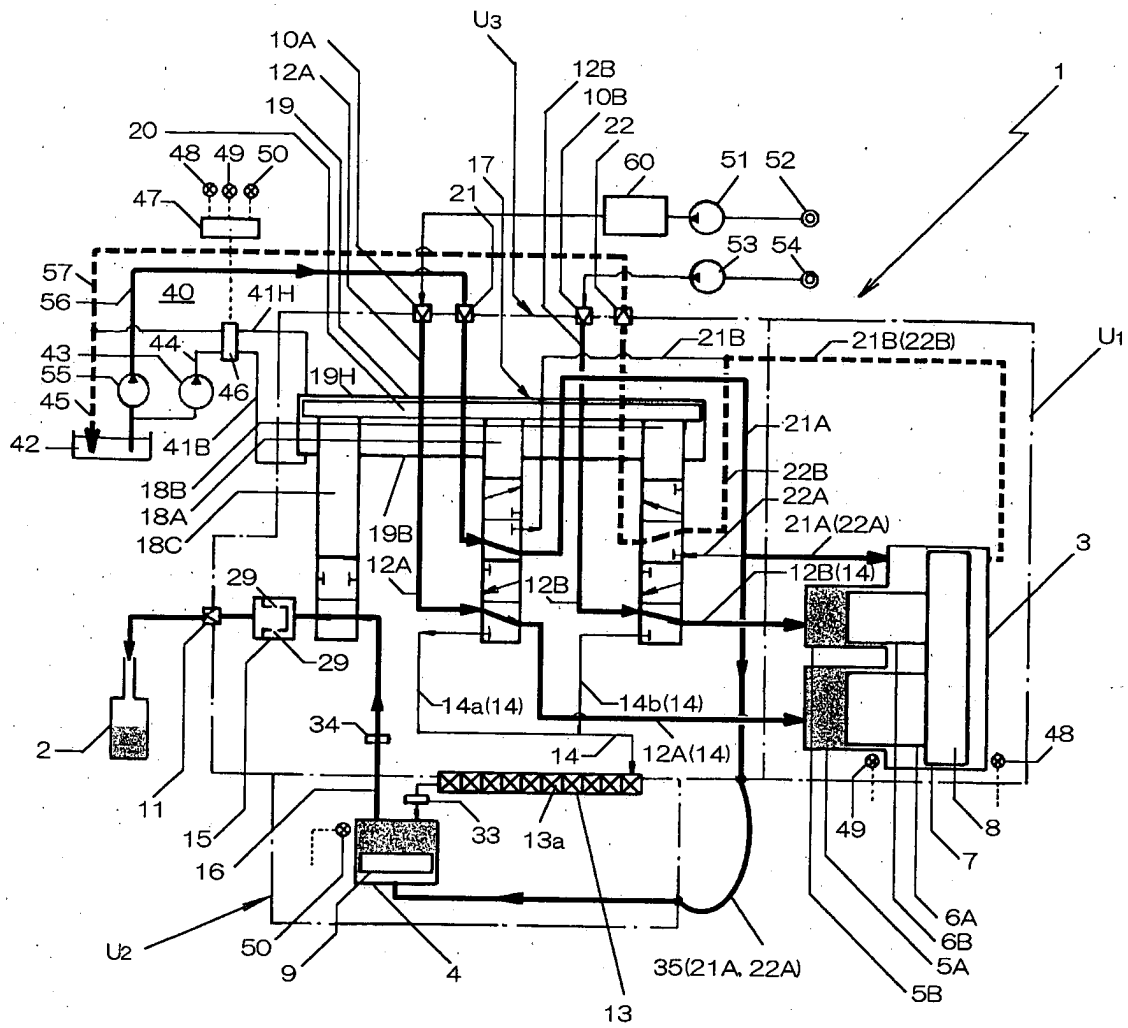 10A
U3
12A
12B
19
10B
1
20
22
48
49
50
17
60
51
52
47
21
53
54
57
56
40
41H
21B
21B(22B)
U1
44
43
55
46
19H
21A
45
42
41B
22B
18B
18A
22A
18C
19B
21A(22A)
3
12A
12B
12B(14)
29
29
14a(14)
14b(14)
34
2
14
12A(14)
48
11
33
13a
49
8
15
7
16
6A
50
6B
U2
9
4
35(21A, 22A)
5A
13
5B